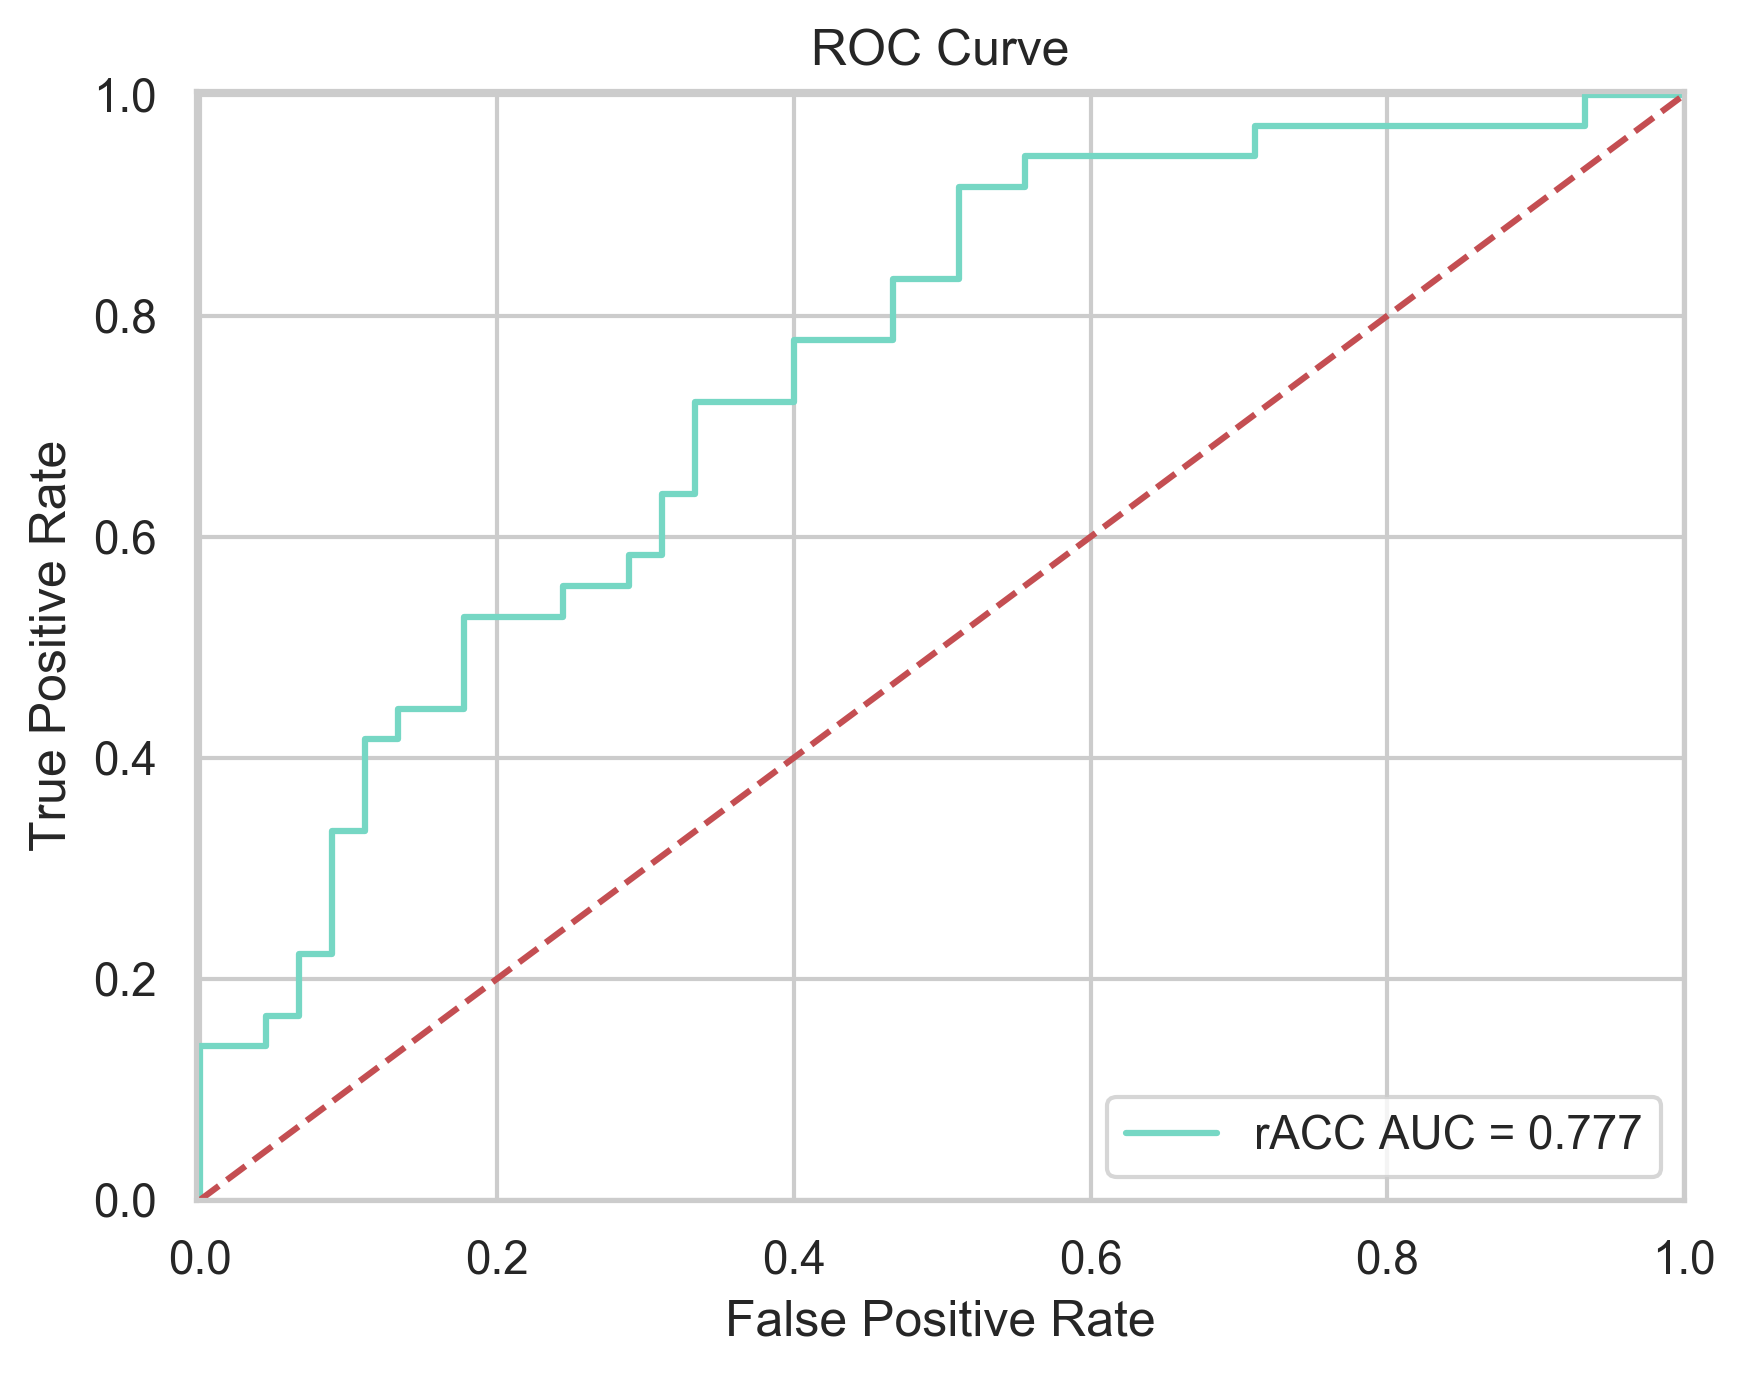 ROC Curve
1.0
0.8
0.6
0.4
0.2
0.0
True Positive Rate
rACC AUC = 0.777
0.0 0.2 0.4 0.6 0.8 1.0
False Positive Rate